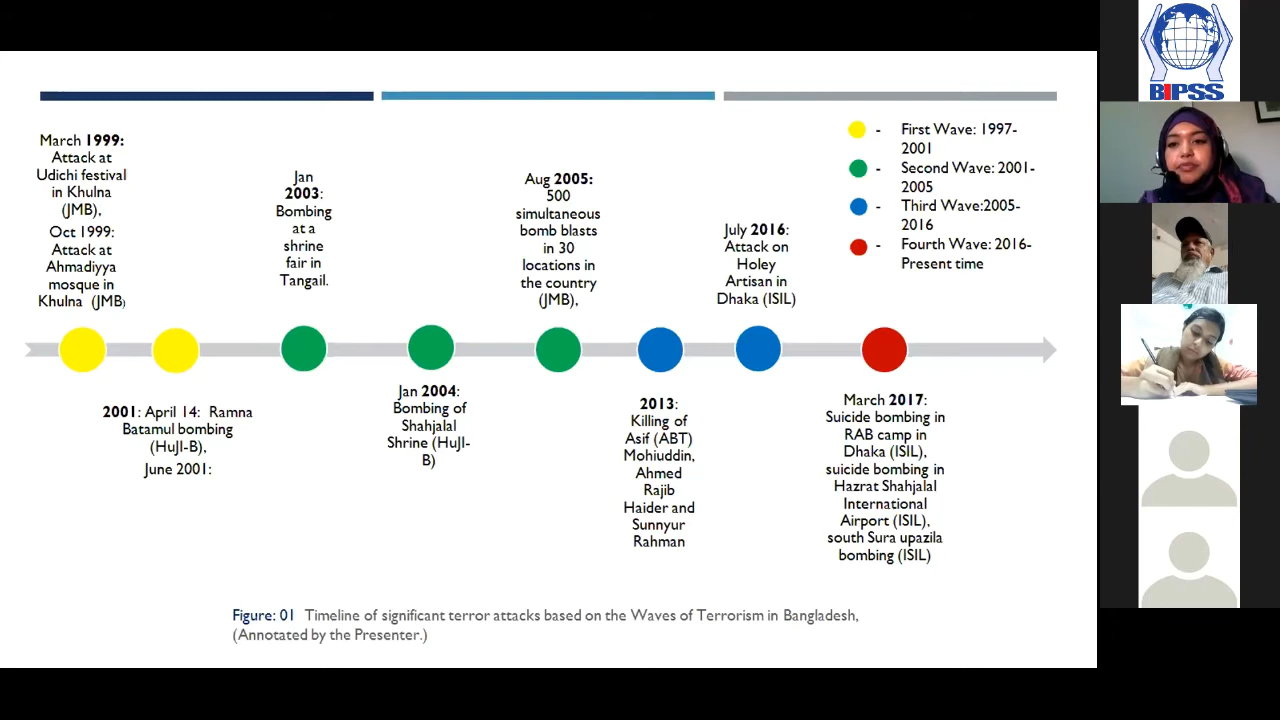 March 1999:
Attack at
Udichi festival
in Khulna
(JMB),
Oct 1999:
Attack at
Ahmadiyya
mosque in
Khulna (JMB)
2001: April 14: Ramna
Batamul bombing
(HuJI-B),
June 2001:
Jan
2003:
Bombing
at a
shrine
fair in
Tangail.
Jan 2004:
Bombing of
Shahjalal
Shrine (HuJI-
B)
Aug 2005:
500
simultaneous
bomb blasts
in 30
locations in
the country
(JMB),
2013:
Killing of
Asif (ABT)
Mohiuddin,
Ahmed
Rajib
Haider and
Sunnyur
Rahman
July 2016:
Attack on
Holey
Artisan in
Dhaka (ISIL)
March 2017:
Suicide bombing in
RAB camp in
Dhaka (ISIL),
suicide bombing in
Hazrat Shahjalal
International
Airport (ISIL),
south Sura upazila
bombing (ISIL)
- First Wave: 1997-
2001
- Second Wave: 2001-
2005
- Third Wave:2005-
2016
- Fourth Wave: 2016-
Present time
Figure: 01 Timeline of significant terror attacks based on the Waves of Terrorism in Bangladesh,
(Annotated by the Presenter.)
BIPSS